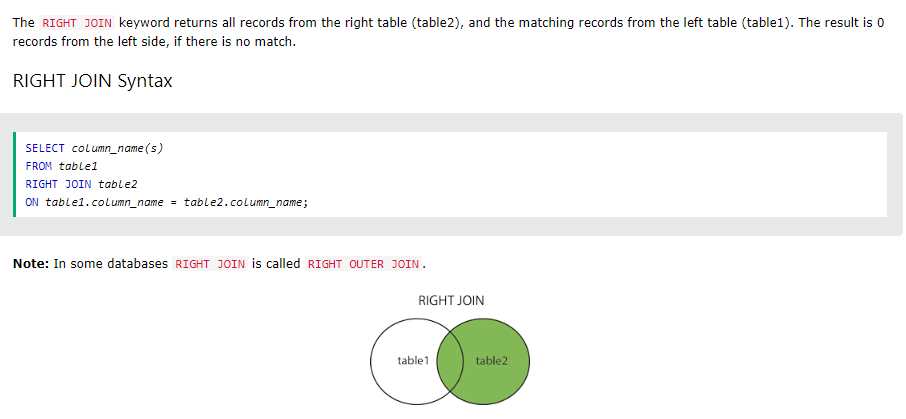 The RIGHT JOIN keyword returns all records from the right table (table2), and the matching records from the left table (table1). The result is 0
records from the left side, if there is no match.
RIGHT JOIN Syntax
SELECT column_name(s)
FROM table1
RIGHT JOIN table2
ON table1.column_name = table2.column_name;
Note: In some databases RIGHT JOIN is called RIGHT OUTER JOIN.
RIGHT JOIN
table1 table2